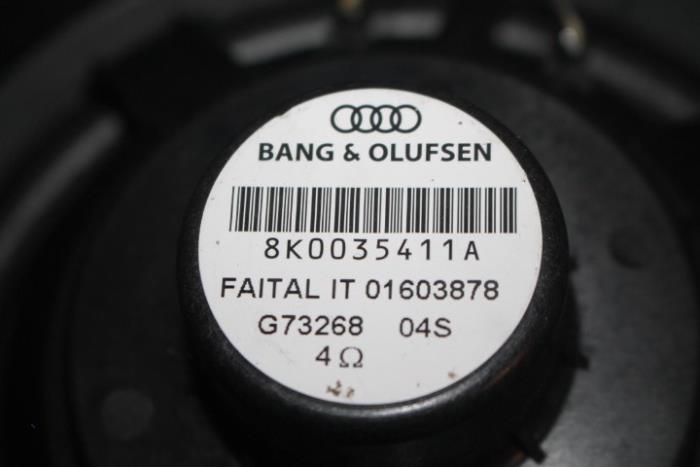 BANG & OLUFSEN
8K0035411A
FAITAL IT 01603878
G73268 04S
4Ω